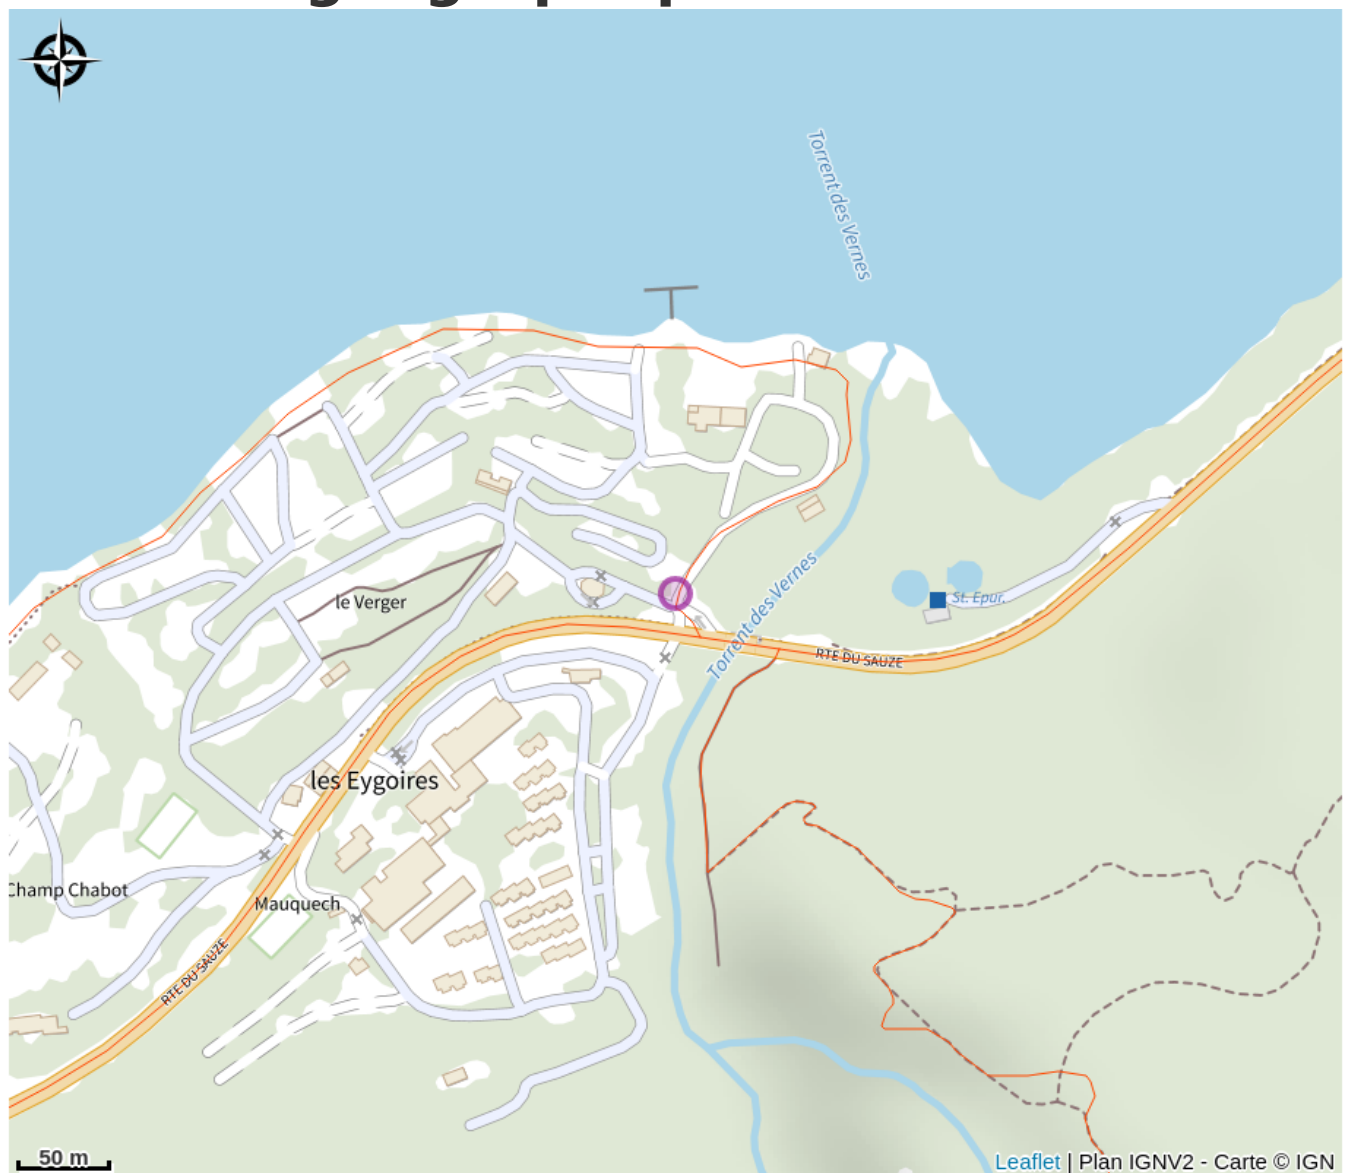 Torrent des Vernes
le Verger
St. Epur.
Torrent des Vernes
RTE DU SAUZE
les Eygoires
Champ Chabot
Mauquech
RTE DU SAUZE
50 m
Leaflet | Plan IGNV2 - Carte © IGN